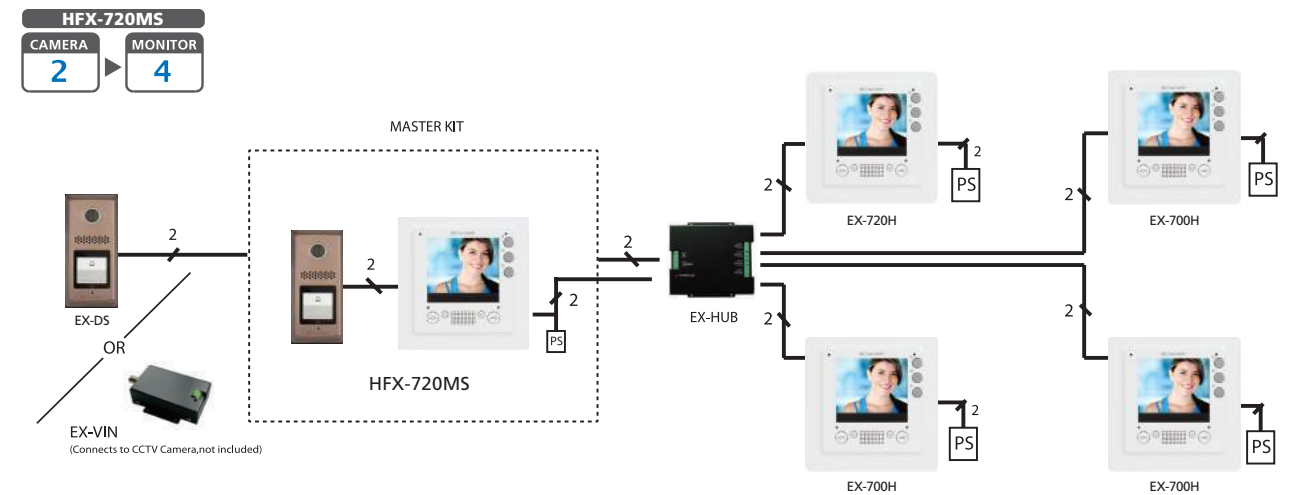 HFX-720MS
CAMERA
2
MONITOR
4
MASTER KIT
2
EX-DS
OR
EX-VIN
(Connects to CCTV Camera,not included)
2
2
PS
HFX-720MS
2
EX-HUB
2
2
PS
EX-720H
2
PS
EX-700H
2
2
PS
EX-700H
2
PS
EX-700H